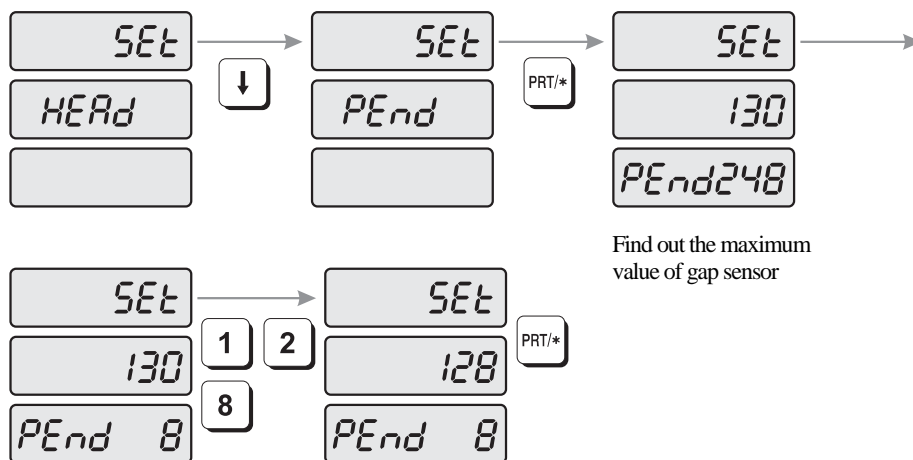 SEt
HEAd
↓
SEt
PEnd
PRT/*
SEt
130
PEnd248
Find out the maximum
value of gap sensor
SEt
130
PEnd 8
1 2
8
SEt
128
PEnd 8
PRT/*